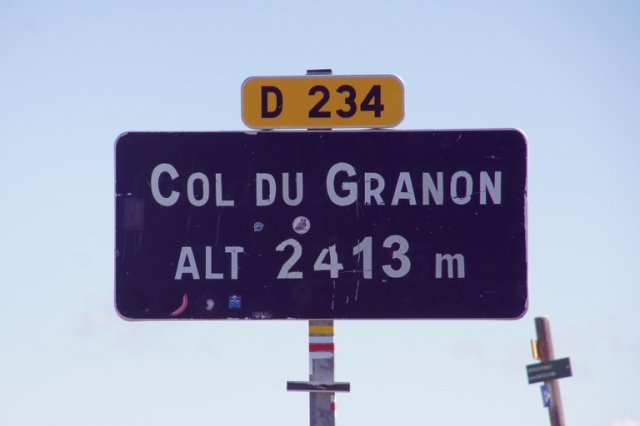 D 234
COL DU GRANON
ALT 2413 m